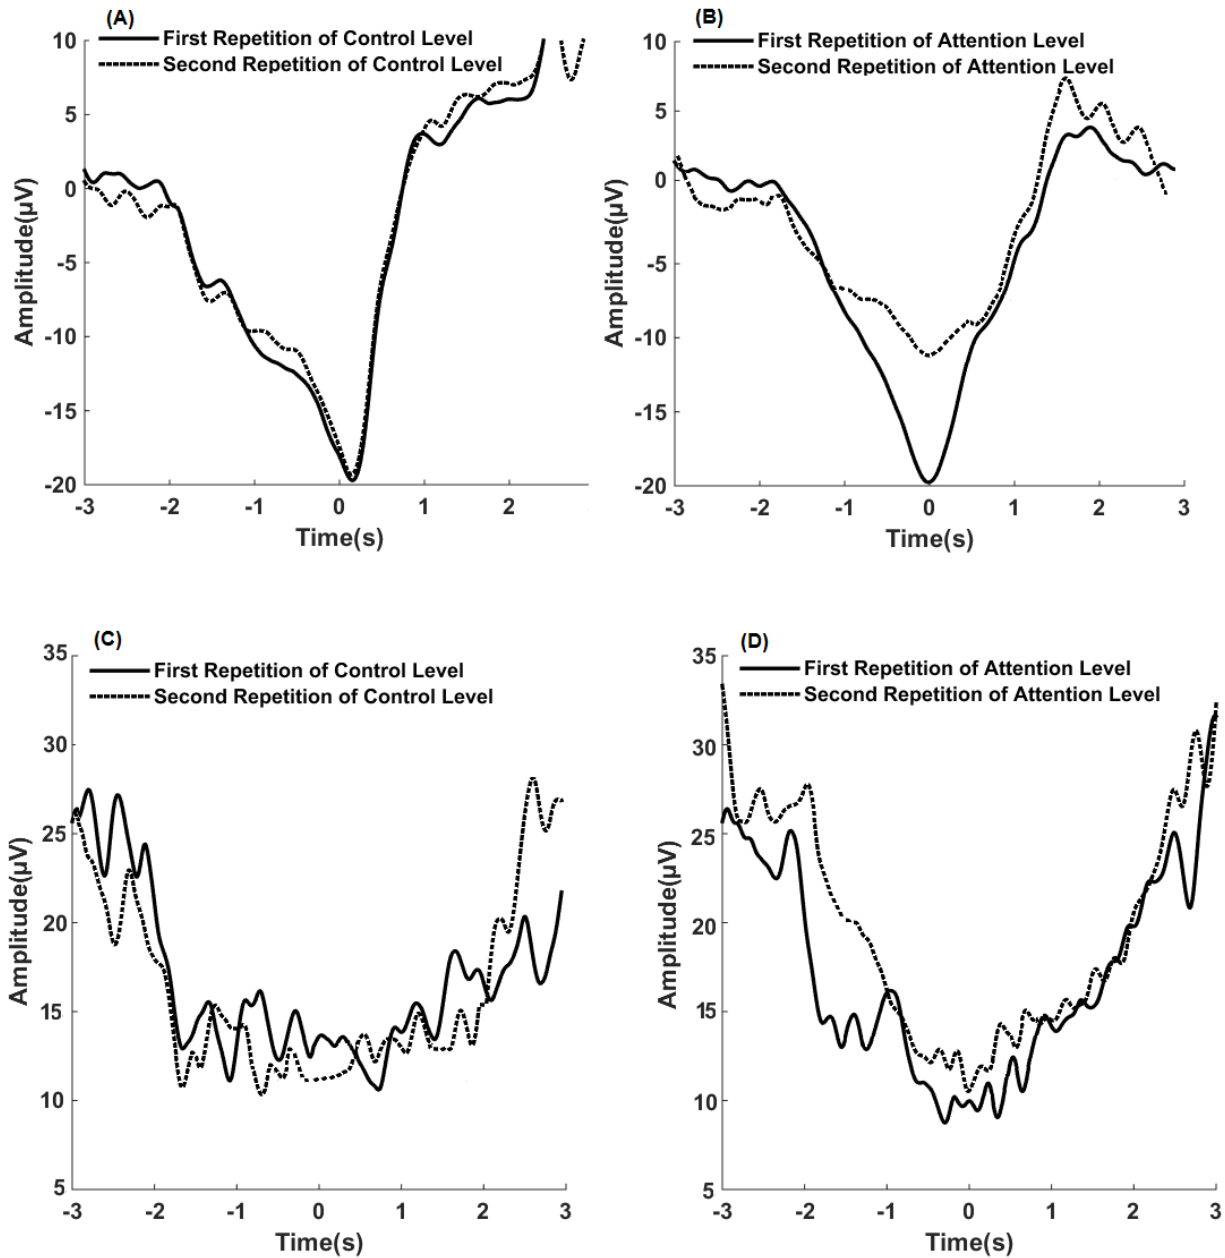 (A)
First Repetition of Control Level
Second Repetition of Control Level
10
5
0
-5
-10
-15
-20
Amplitude(µV)
-3
-2
-1
0
1
2
Time(s)
(B)
First Repetition of Attention Level
Second Repetition of Attention Level
10
5
0
-5
-10
-15
-20
Amplitude(µV)
-3
-2
-1
0
1
2
3
Time(s)
(C)
First Repetition of Control Level
Second Repetition of Control Level
35
30
25
20
15
10
5
Amplitude(µV)
-3
-2
-1
0
1
2
3
Time(s)
(D)
First Repetition of Attention Level
Second Repetition of Attention Level
35
30
25
20
15
10
5
Amplitude(µV)
-3
-2
-1
0
1
2
3
Time(s)